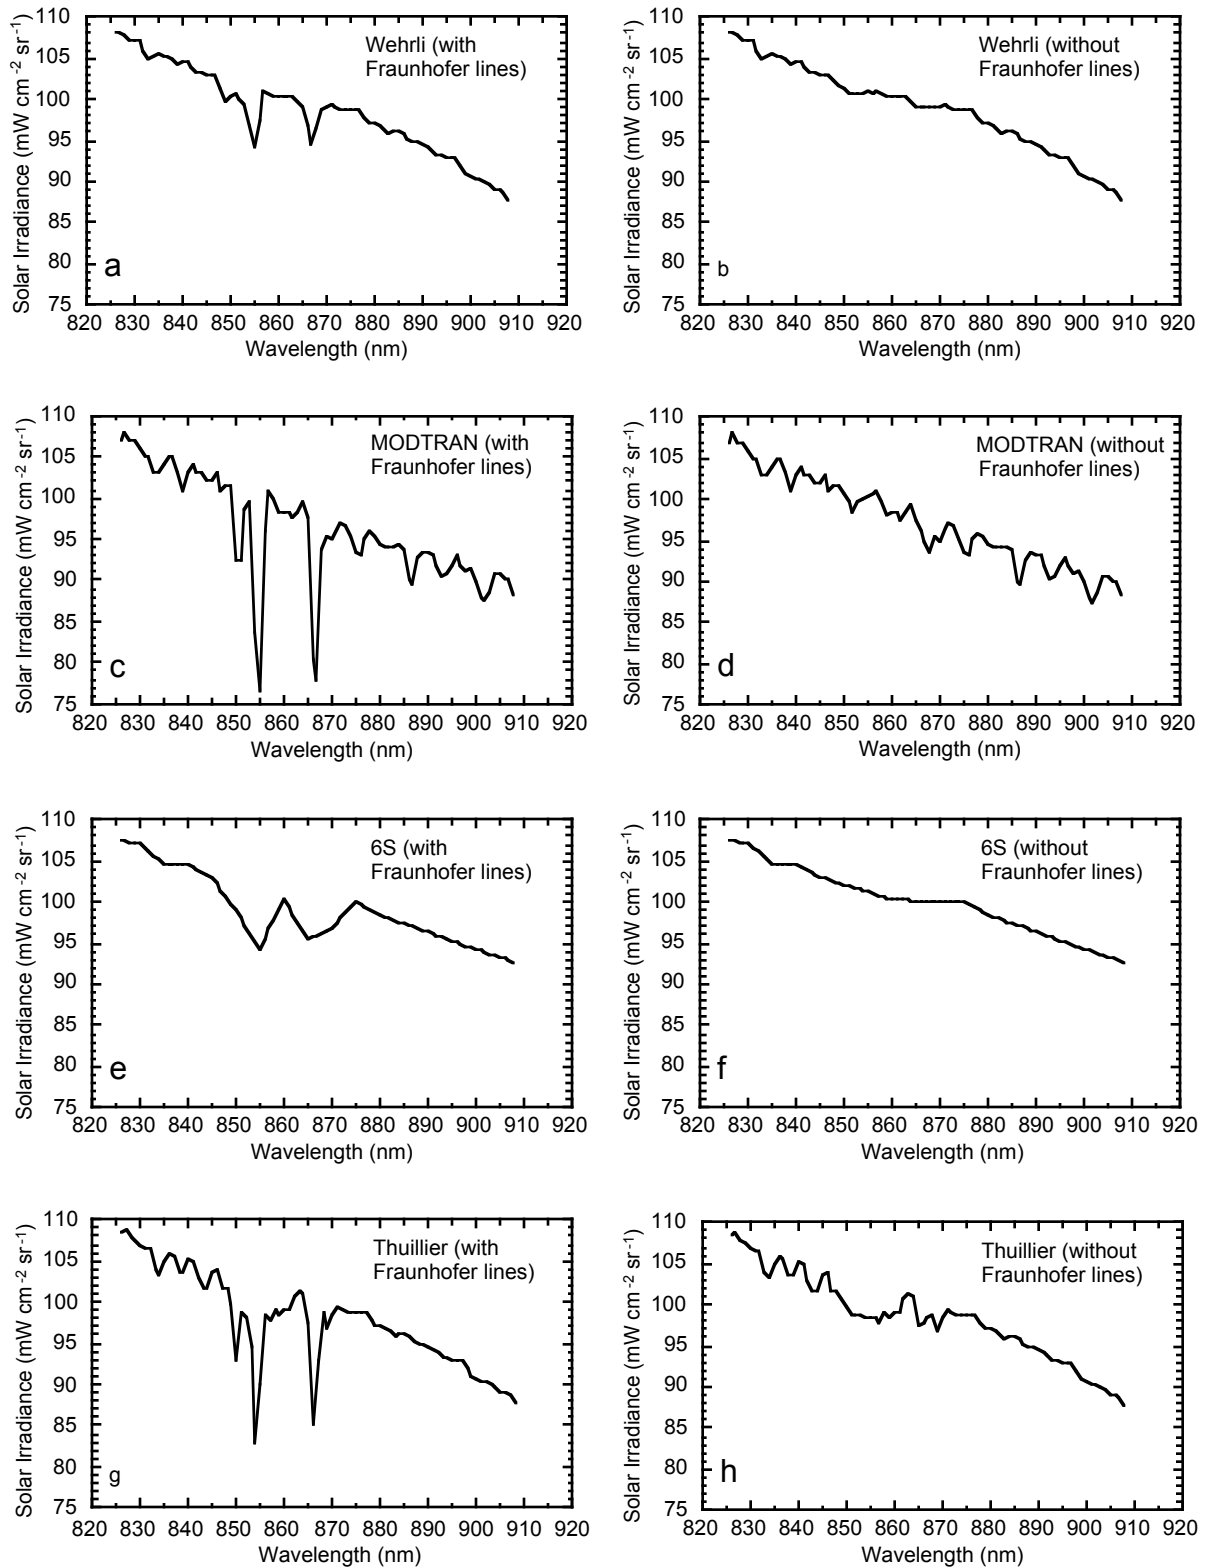 110
105
100
95
90
85
80
75
Solar Irradiance (mW cm-2 sr-1)
Wehrli (with
Fraunhofer lines)
a
820 830 840 850 860 870 880 890 900 910 920
Wavelength (nm)
110
105
100
95
90
85
80
75
Solar Irradiance (mW cm-2 sr-1)
Wehrli (without
Fraunhofer lines)
b
820 830 840 850 860 870 880 890 900 910 920
Wavelength (nm)
110
105
100
95
90
85
80
75
Solar Irradiance (mW cm-2 sr-1)
MODTRAN (with
Fraunhofer lines)
c
820 830 840 850 860 870 880 890 900 910 920
Wavelength (nm)
110
105
100
95
90
85
80
75
Solar Irradiance (mW cm-2 sr-1)
MODTRAN (without
Fraunhofer lines)
d
820 830 840 850 860 870 880 890 900 910 920
Wavelength (nm)
110
105
100
95
90
85
80
75
Solar Irradiance (mW cm-2 sr-1)
6S (with
Fraunhofer lines)
e
820 830 840 850 860 870 880 890 900 910 920
Wavelength (nm)
110
105
100
95
90
85
80
75
Solar Irradiance (mW cm-2 sr-1)
6S (without
Fraunhofer lines)
f
820 830 840 850 860 870 880 890 900 910 920
Wavelength (nm)
110
105
100
95
90
85
80
75
Solar Irradiance (mW cm-2 sr-1)
Thuillier (with
Fraunhofer lines)
g
820 830 840 850 860 870 880 890 900 910 920
Wavelength (nm)
110
105
100
95
90
85
80
75
Solar Irradiance (mW cm-2 sr-1)
Thuillier (without
Fraunhofer lines)
h
820 830 840 850 860 870 880 890 900 910 920
Wavelength (nm)